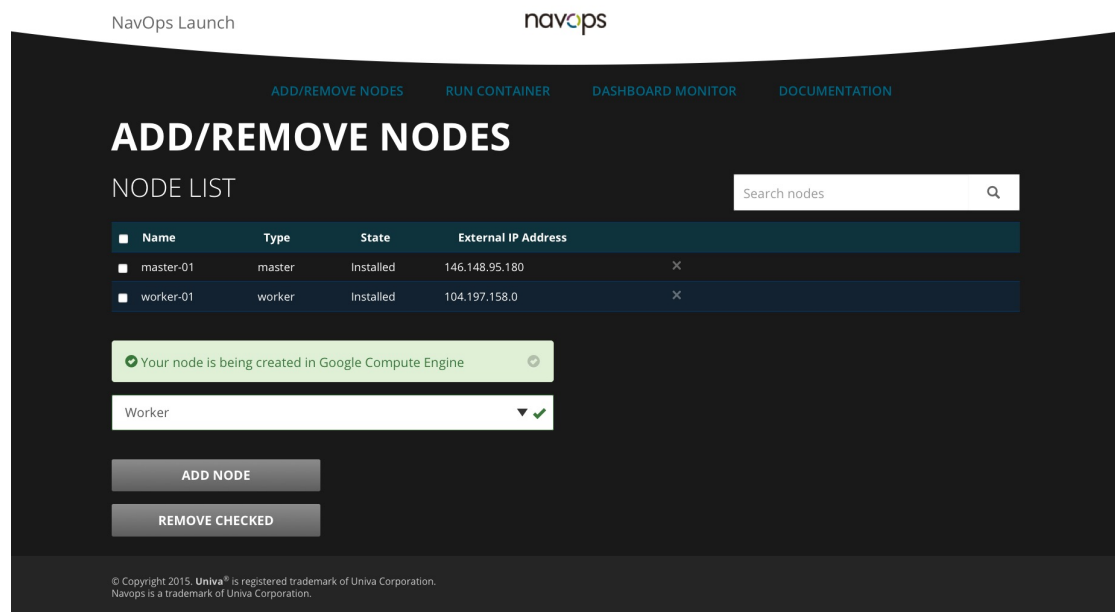 NavOps Launch
navops
ADD/REMOVE NODES RUN CONTAINER DASHBOARD MONITOR DOCUMENTATION
ADD/REMOVE NODES
NODE LIST
Search nodes
Name Type State External IP Address
master-01 master Installed 146.148.95.180
worker-01 worker Installed 104.197.158.0
Your node is being created in Google Compute Engine
Worker
ADD NODE
REMOVE CHECKED
© Copyright 2015. Univa® is registered trademark of Univa Corporation.
Navops is a trademark of Univa Corporation.